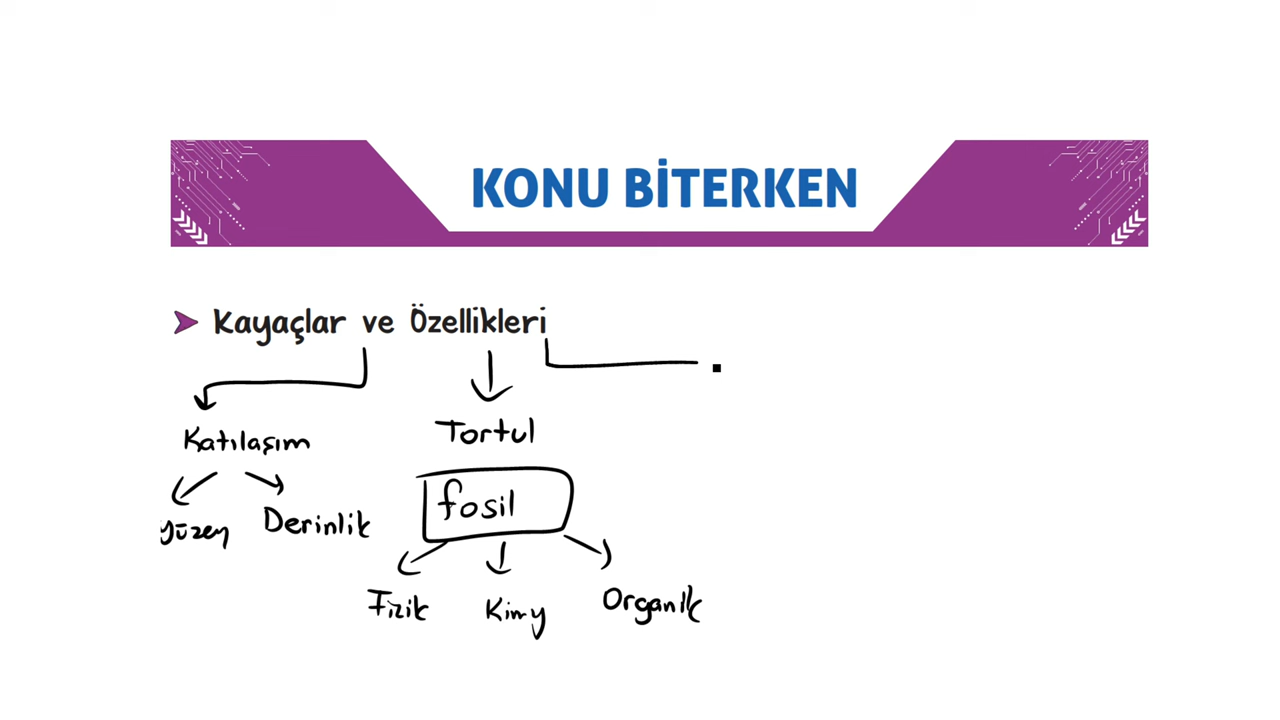 KONU BİTERKEN
Kayaçlar ve Özellikleri
Katılaşım
Tortul
yüzey
Derinlik
fosil
Fizik
Kimy
Organik